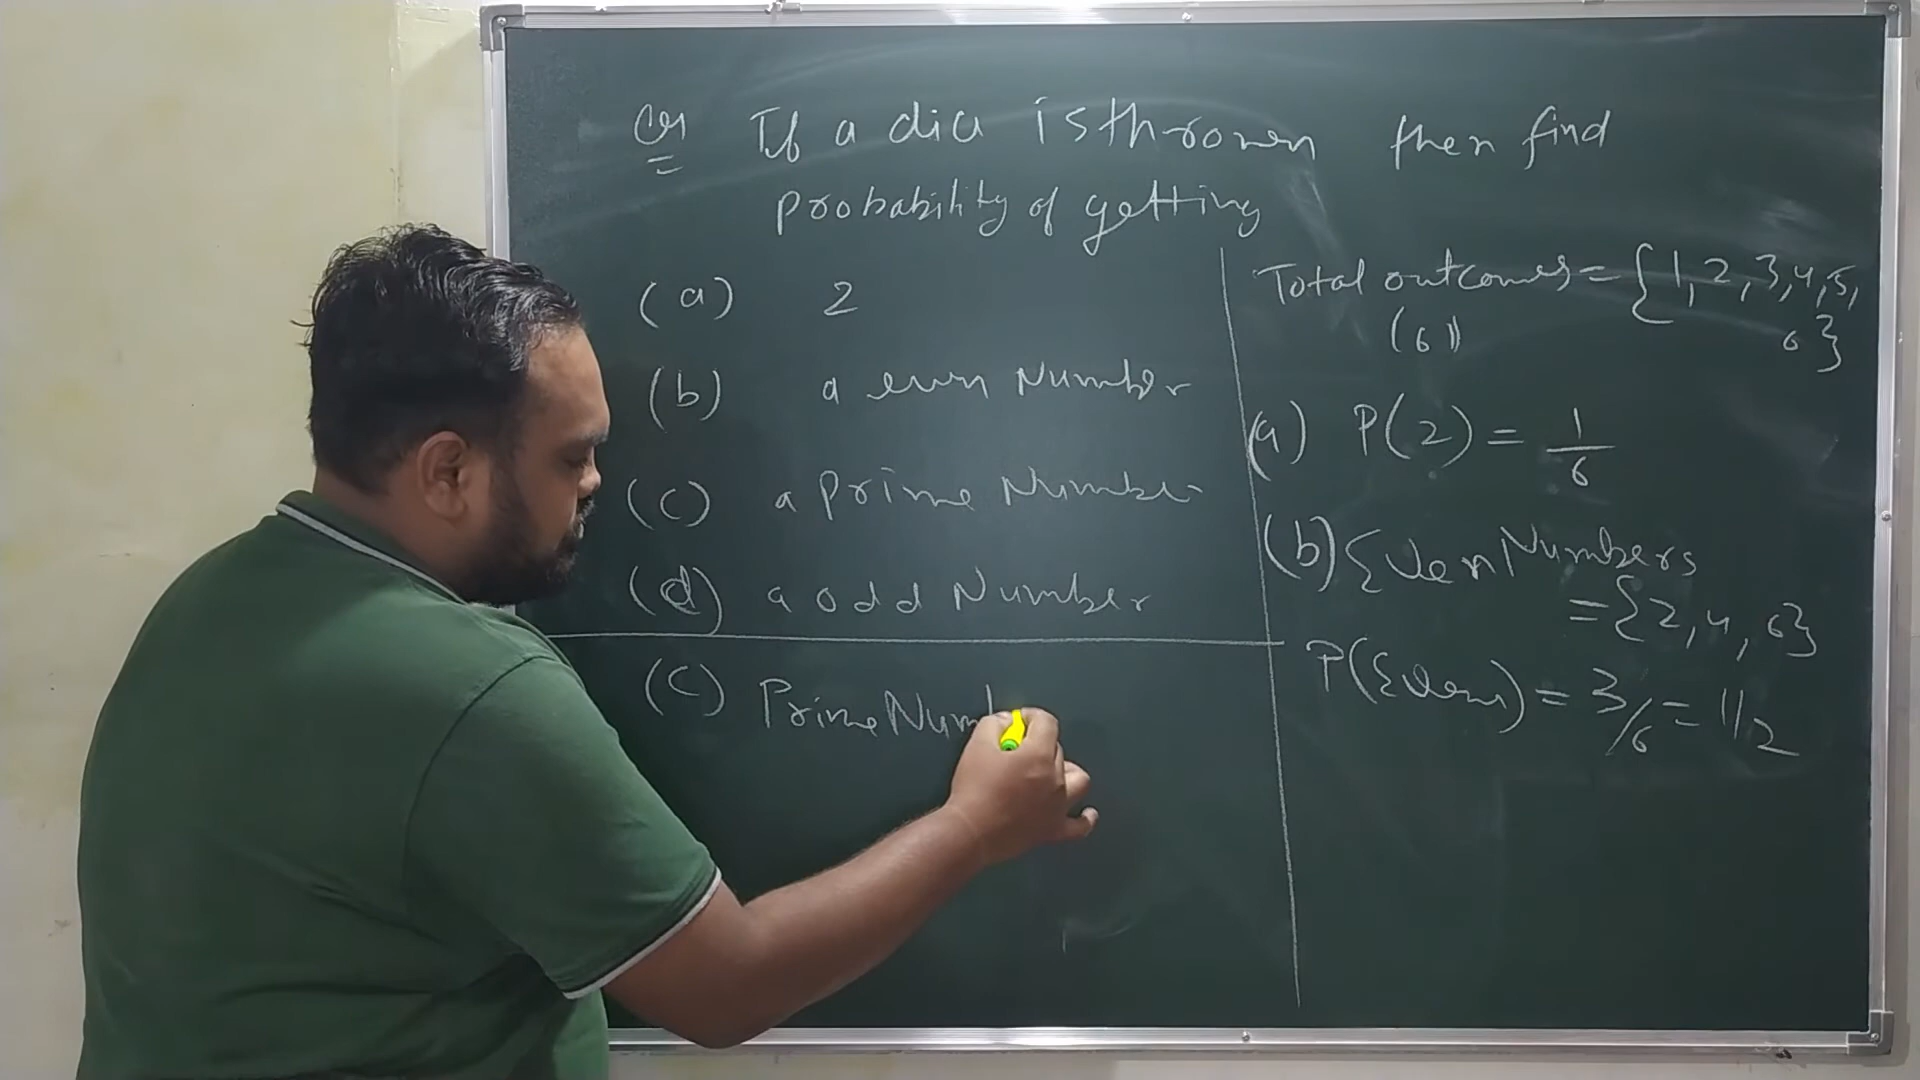 Q1 If a dice is thrown then find
probability of getting
(a) 2
(b) a even Number
(c) a prime Number
(d) a odd Number
Total outcomes = {1, 2, 3, 4, 5,
6}
(6)
(a) P(2) = 1/6
(b) Even Numbers
= {2, 4, 6}
P(Even) = 3/6 = 1/2
(C) Prime Numb